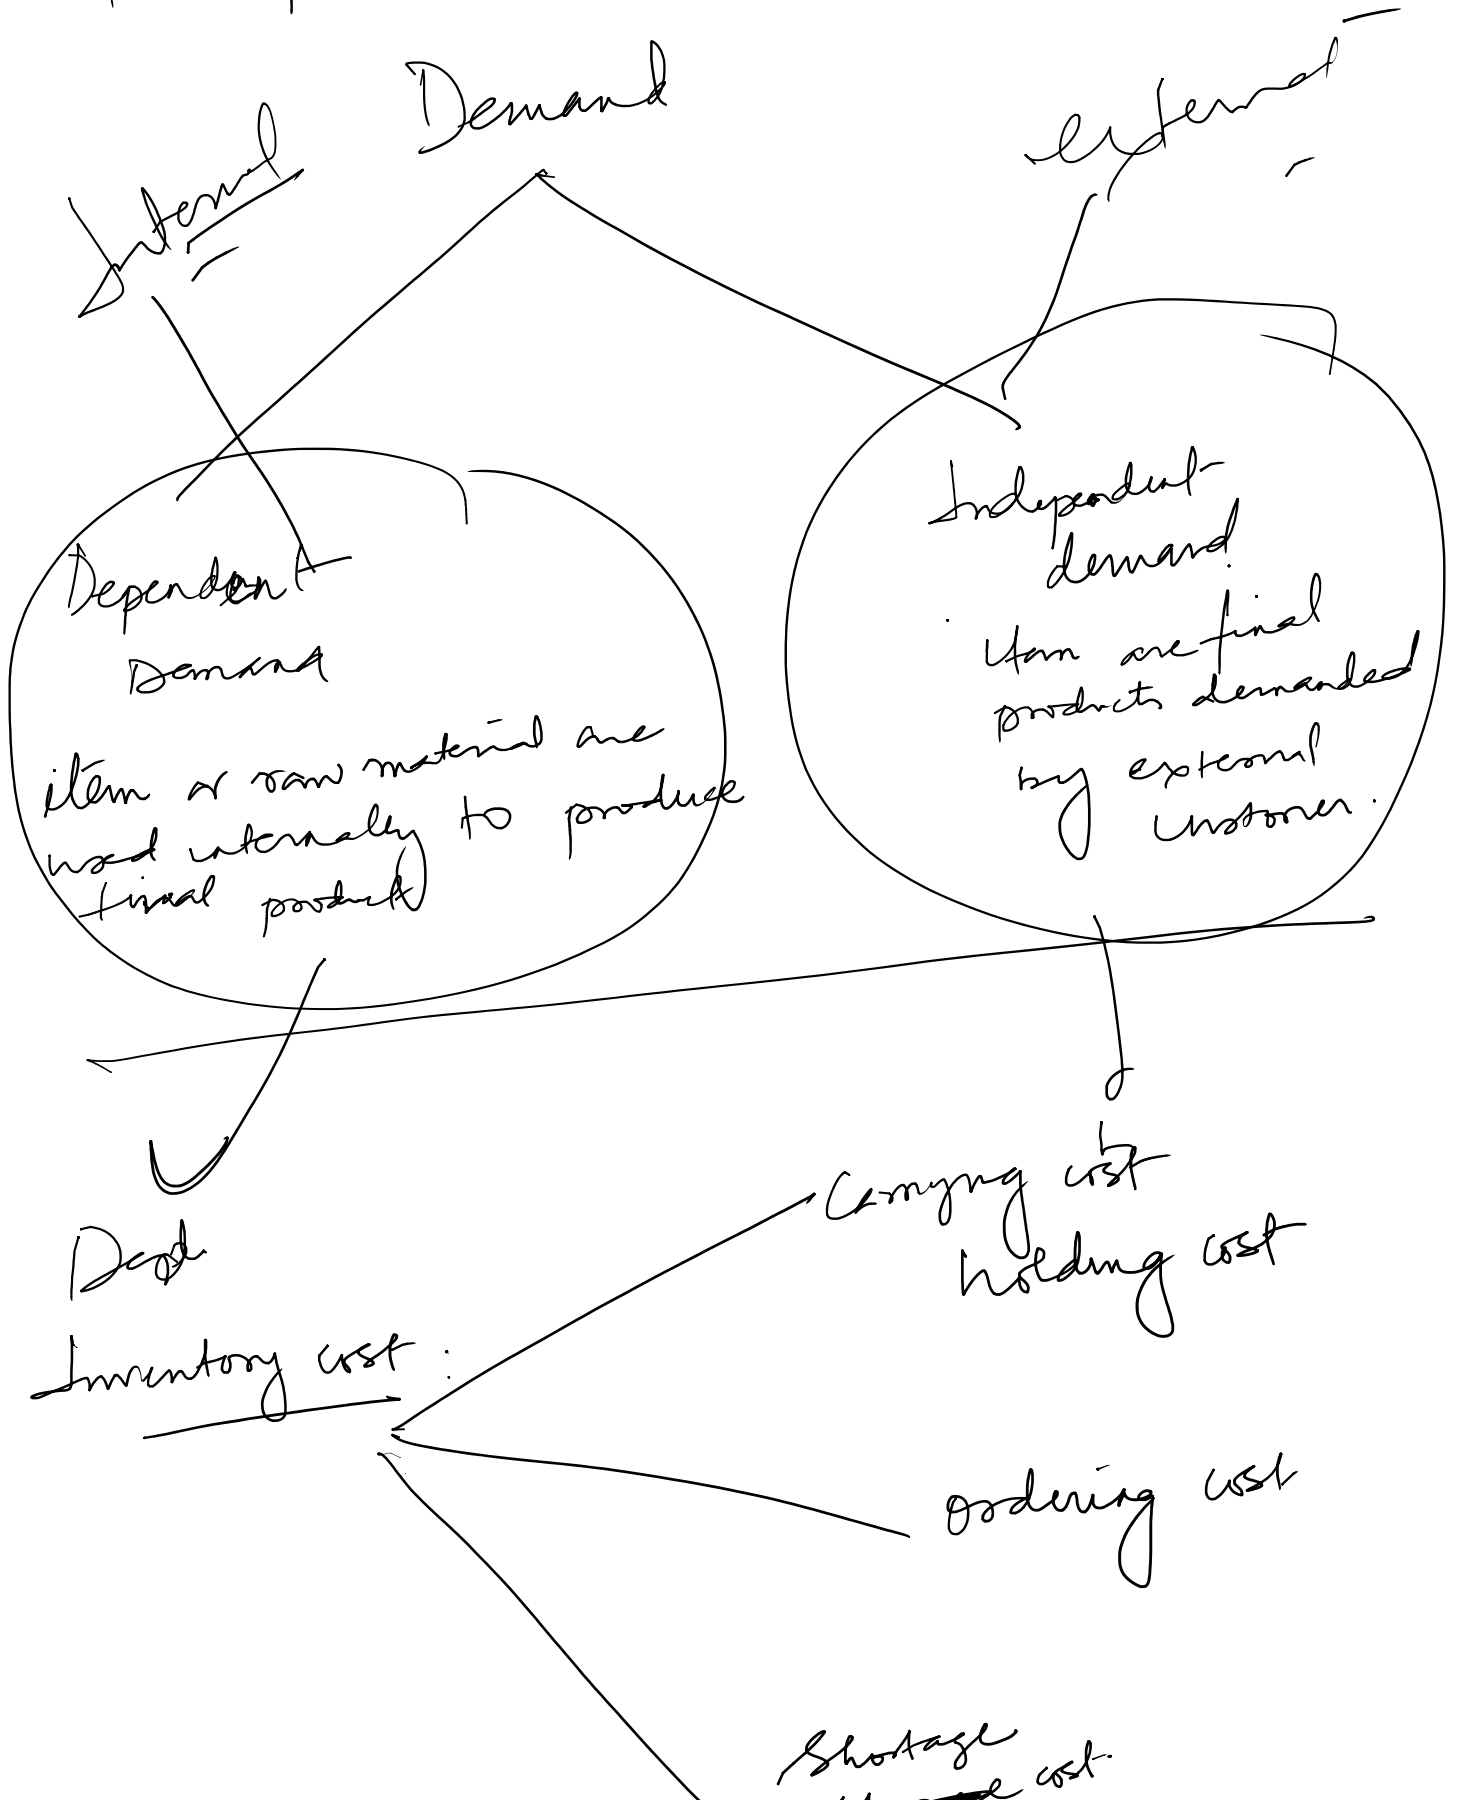 Demand
Internal
external
Dependent
Demand
item or raw material are
used internally to produce
final product
Independent
demand
item are final
products demanded
by external
customer.
Inventory cost :
Carrying cost
holding cost
ordering cost
Shortage
cost